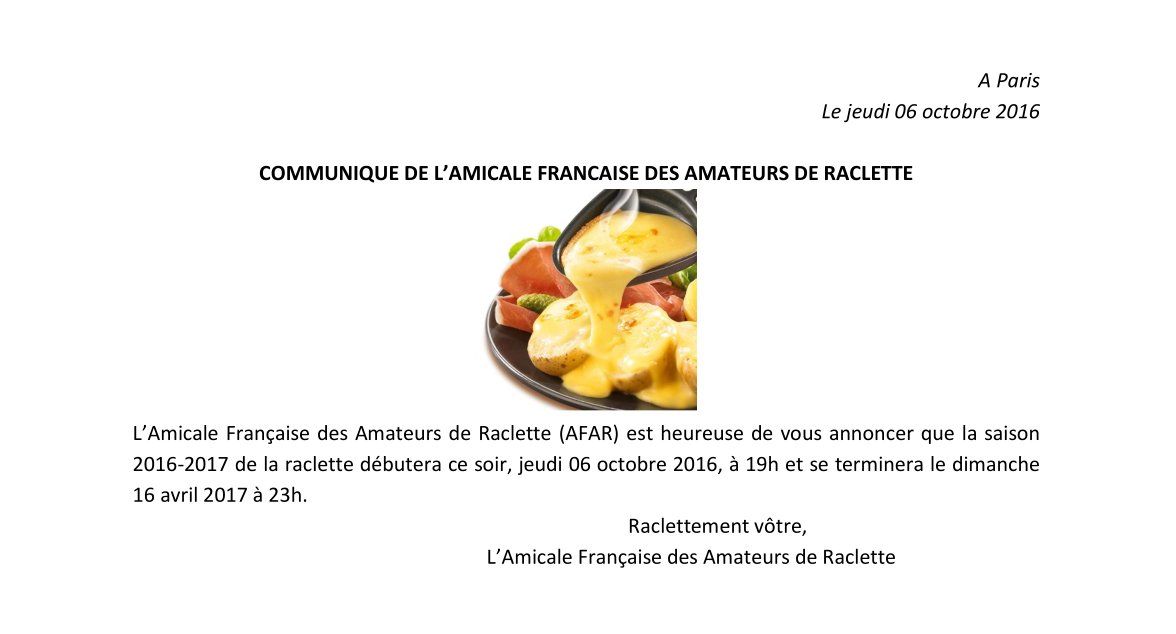 A Paris
Le jeudi 06 octobre 2016
COMMUNIQUE DE L’AMICALE FRANCAISE DES AMATEURS DE RACLETTE
L’Amicale Française des Amateurs de Raclette (AFAR) est heureuse de vous annoncer que la saison
2016-2017 de la raclette débutera ce soir, jeudi 06 octobre 2016, à 19h et se terminera le dimanche
16 avril 2017 à 23h.
Raclettement vôtre,
L’Amicale Française des Amateurs de Raclette